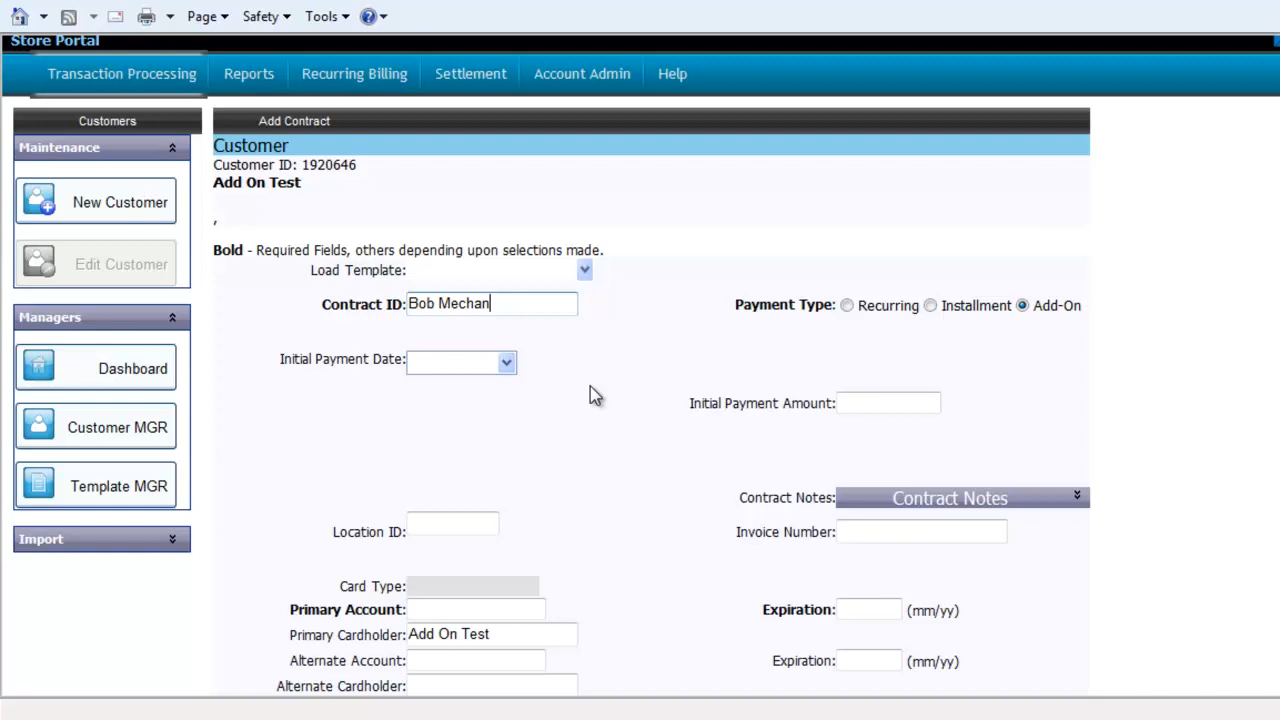 Page Safety Tools
Store Portal
Transaction Processing Reports Recurring Billing Settlement Account Admin Help
Customers
Add Contract
Maintenance
New Customer
Edit Customer
Managers
Dashboard
Customer MGR
Template MGR
Import
Customer
Customer ID: 1920646
Add On Test
,
Bold - Required Fields, others depending upon selections made.
Load Template:
Contract ID: Bob Mechan
Payment Type: Recurring Installment Add-On
Initial Payment Date:
Initial Payment Amount:
Contract Notes: Contract Notes
Location ID:
Invoice Number:
Card Type:
Primary Account:
Expiration: (mm/yy)
Primary Cardholder: Add On Test
Alternate Account:
Expiration: (mm/yy)
Alternate Cardholder: